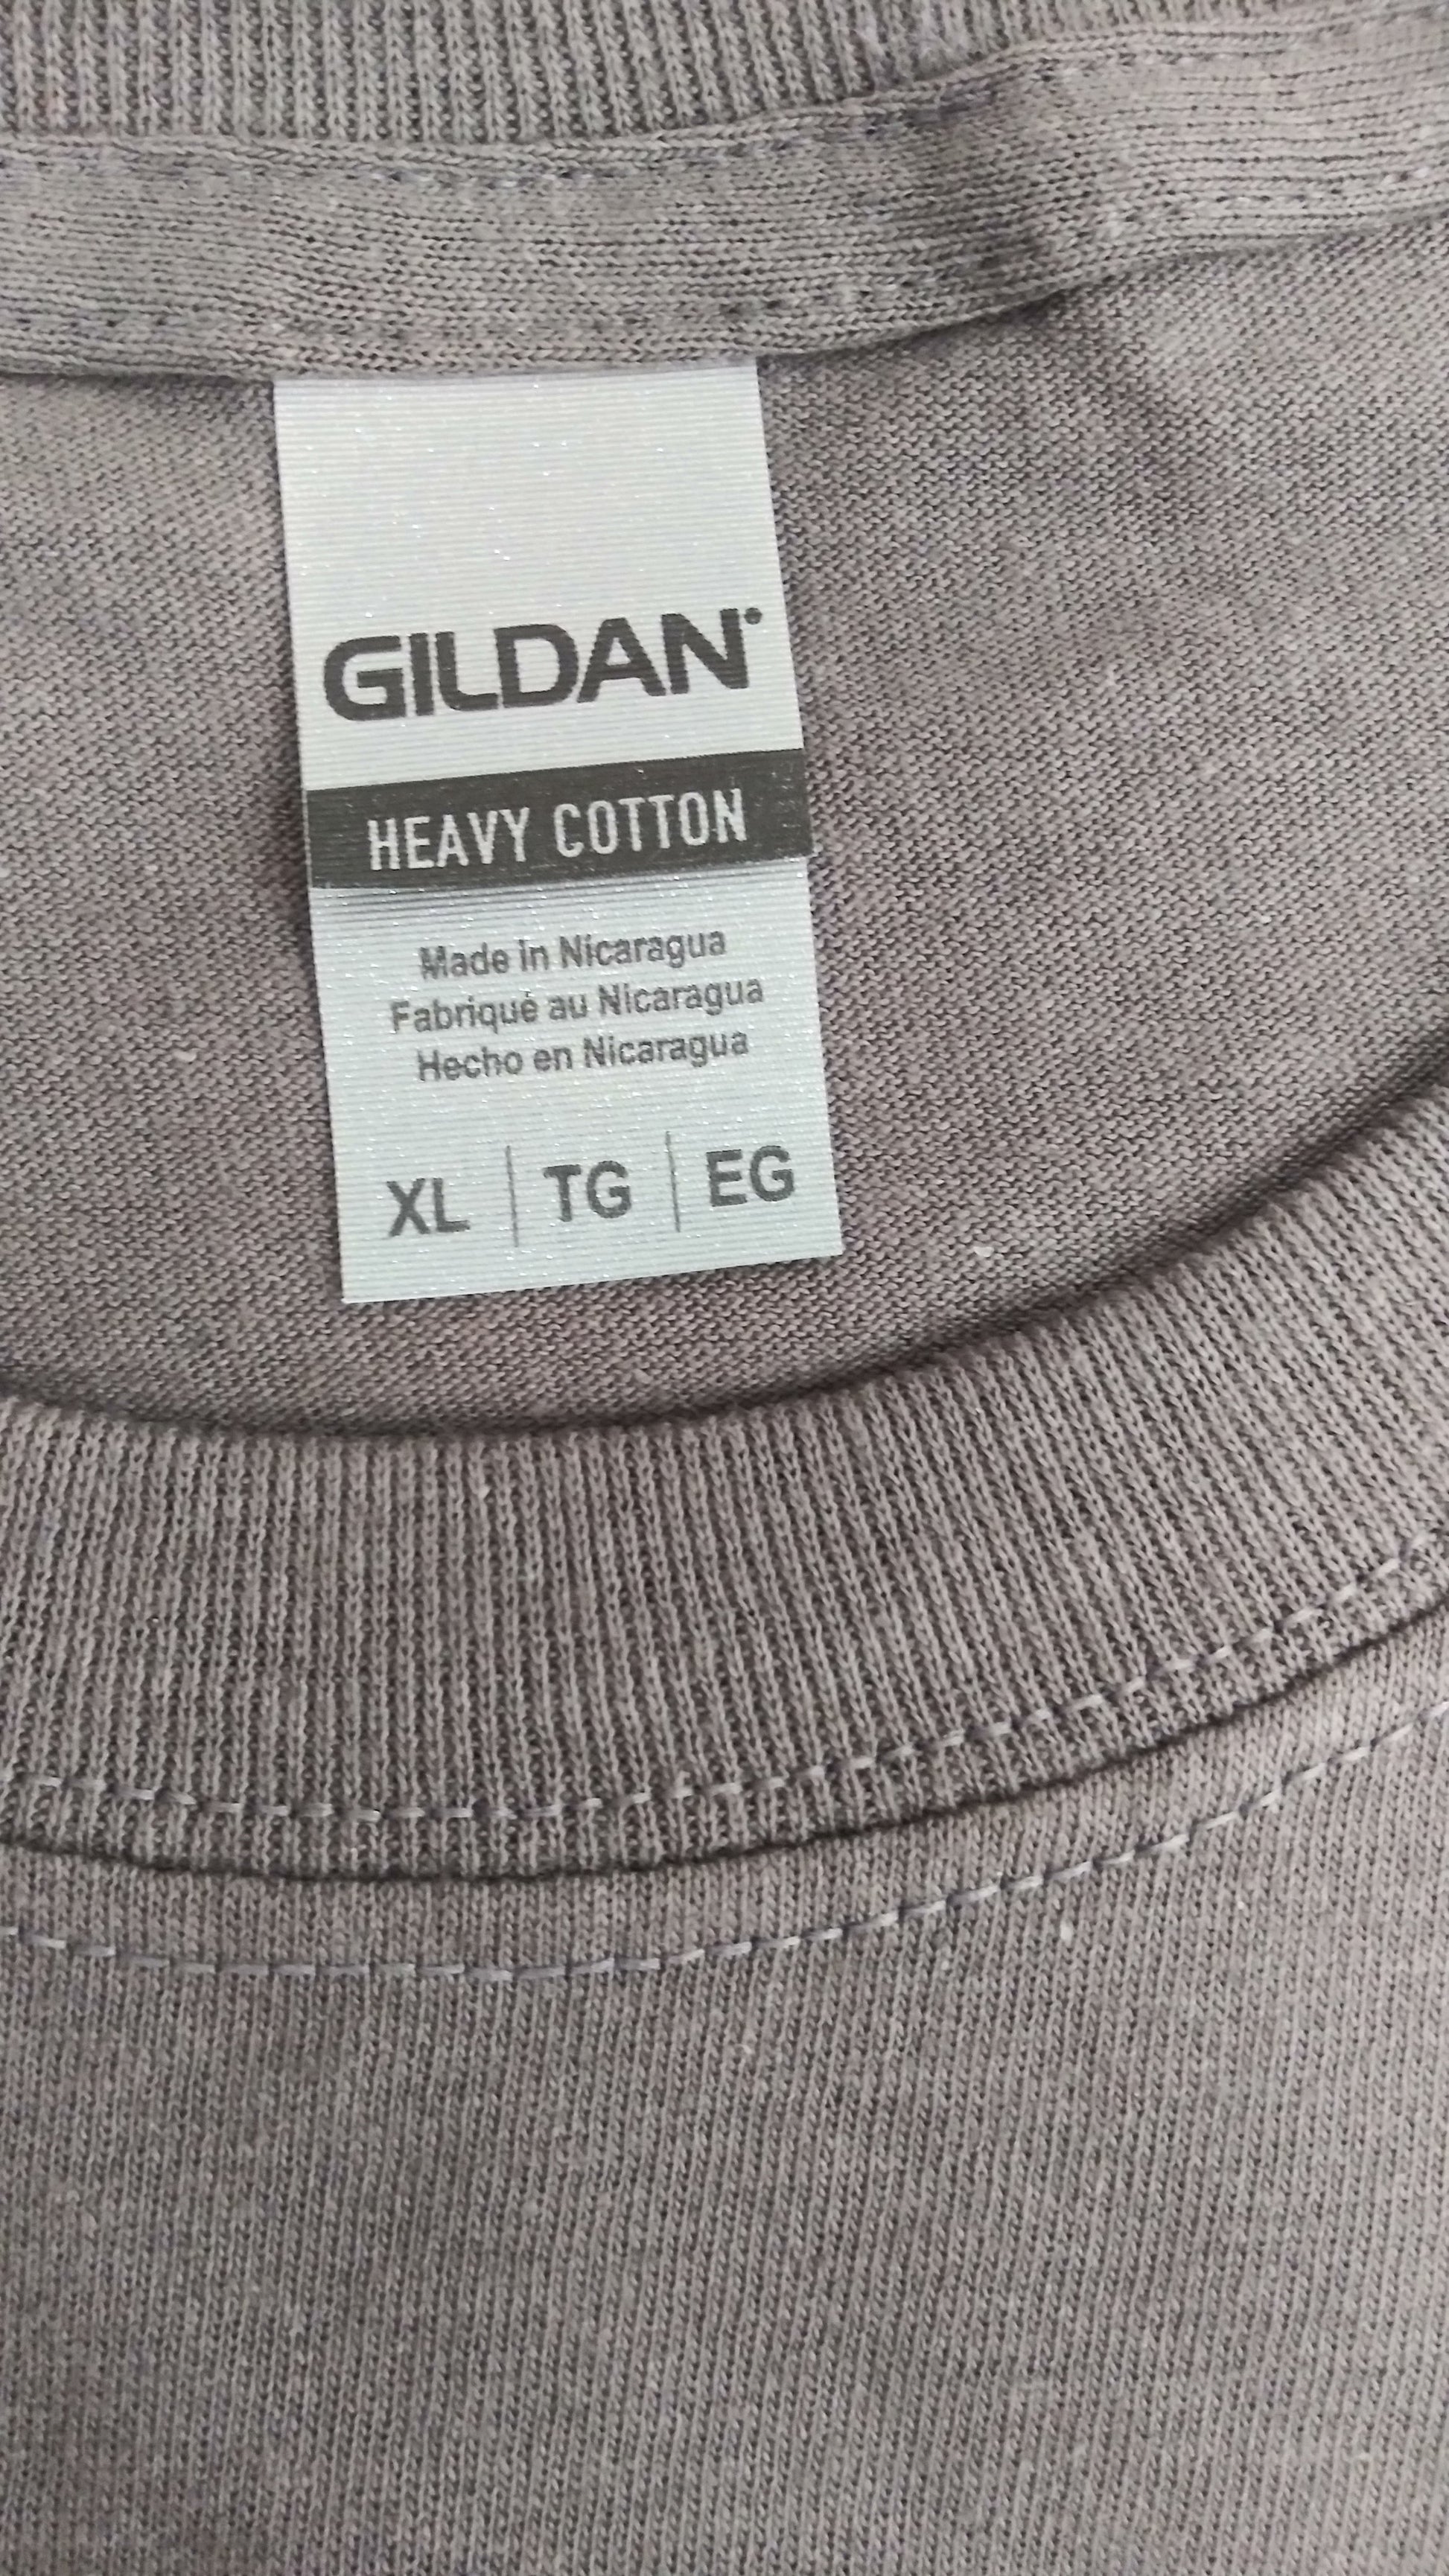 GILDAN
HEAVY COTTON
Made in Nicaragua
Fabriqué au Nicaragua
Hecho en Nicaragua
XL | TG | EG